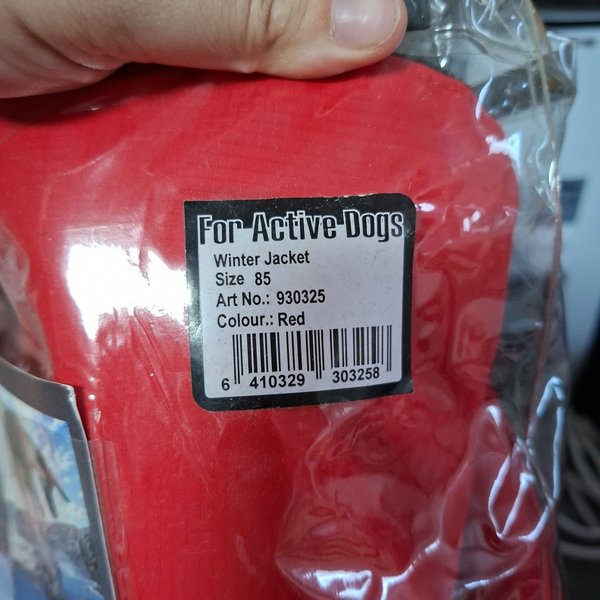 For Active Dogs
Winter Jacket
Size 85
Art No.: 930325
Colour.: Red
6 410329 303258